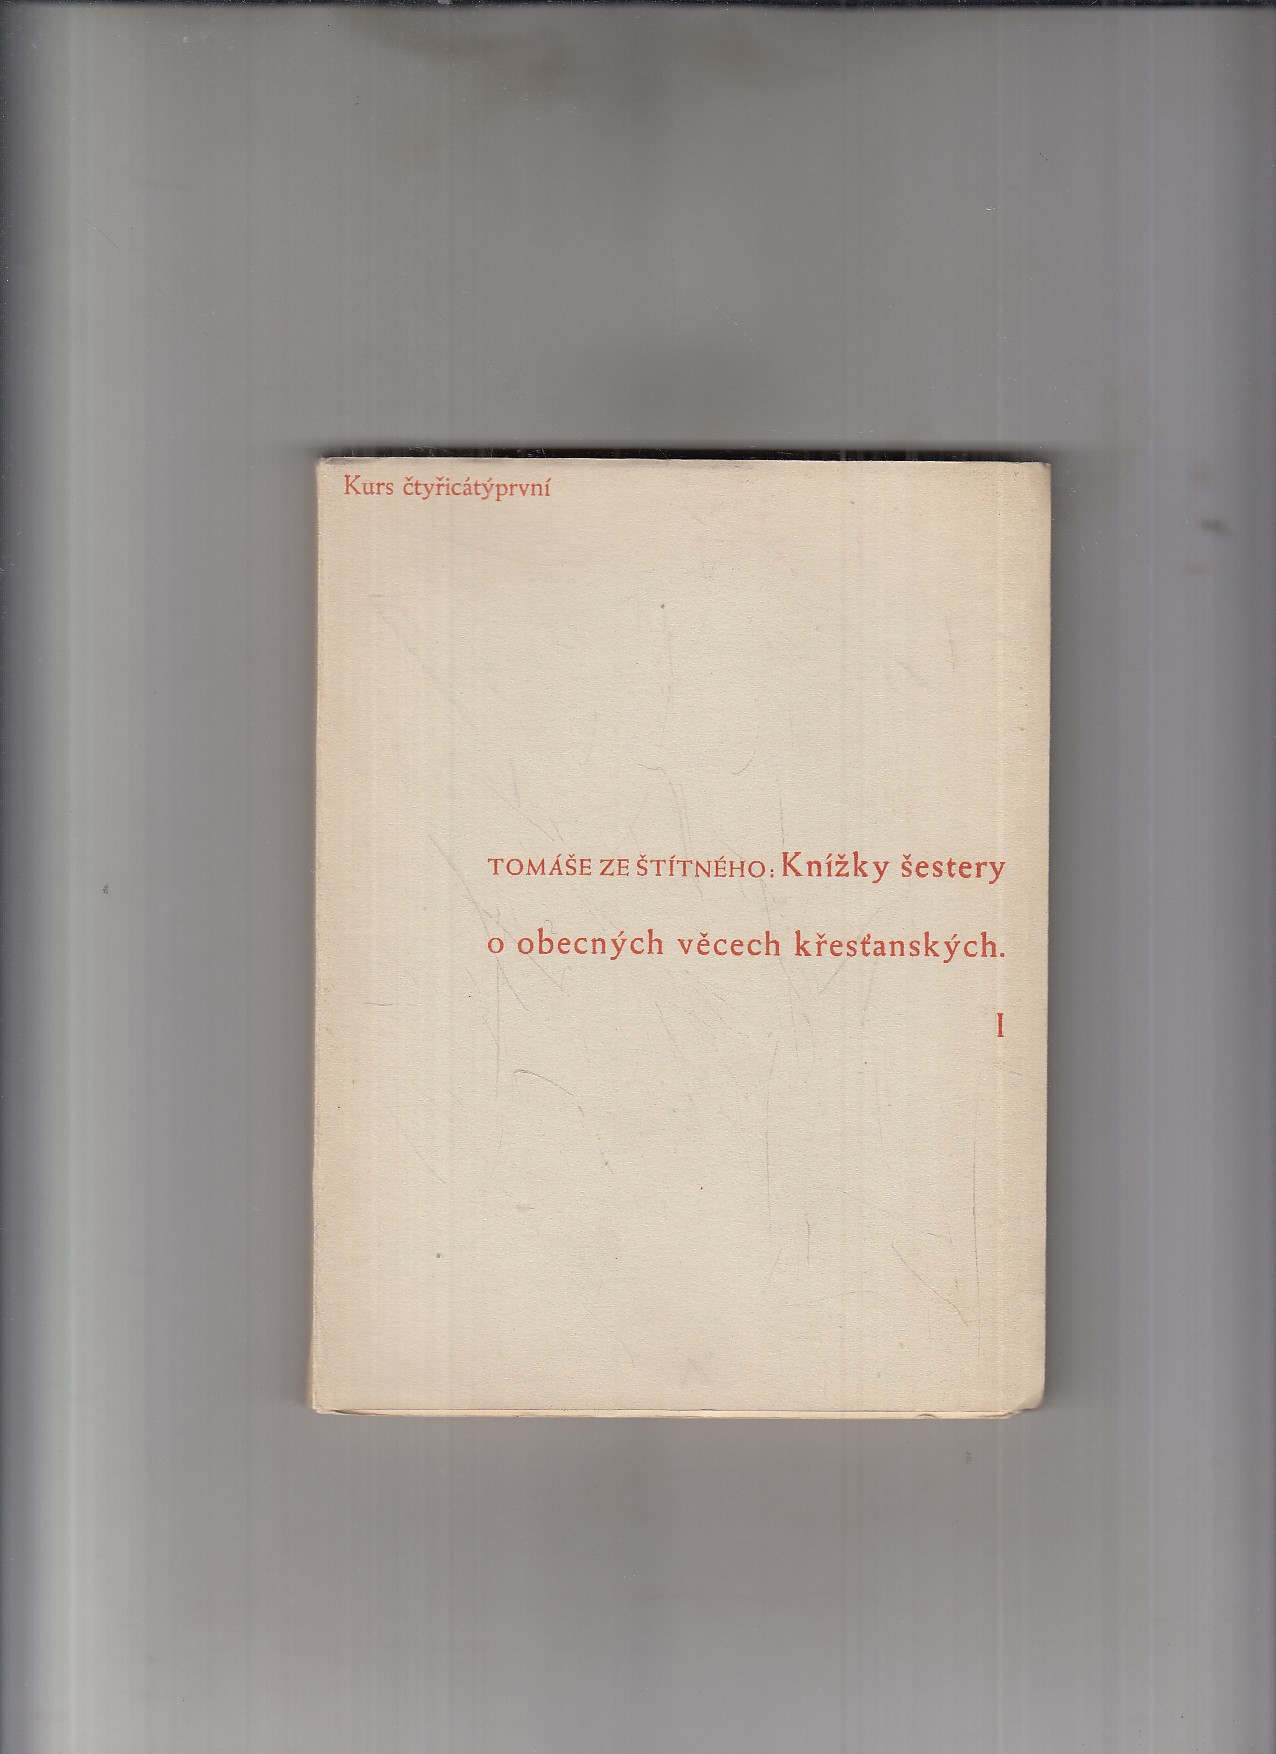 Kurs čtyřicátýprvní
TOMÁŠE ZE ŠTÍTNÉHO: Knížky šestery
o obecných věcech křesťanských.
I